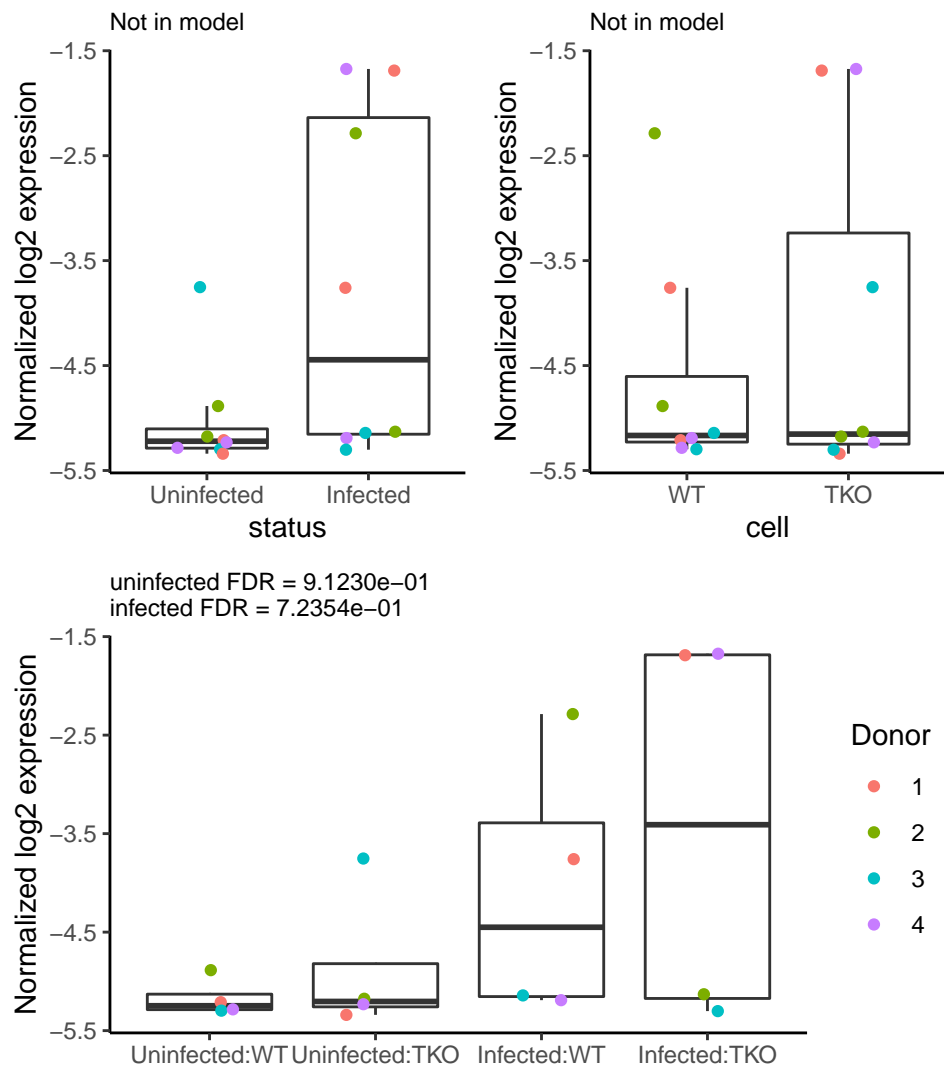 Not in model
Normalized log2 expression
−1.5
−2.5
−3.5
−4.5
−5.5
Uninfected Infected
status
Not in model
Normalized log2 expression
−1.5
−2.5
−3.5
−4.5
−5.5
WT TKO
cell
uninfected FDR = 9.1230e−01
infected FDR = 7.2354e−01
Normalized log2 expression
−1.5
−2.5
−3.5
−4.5
−5.5
Uninfected:WT Uninfected:TKO Infected:WT Infected:TKO
Donor
1
2
3
4